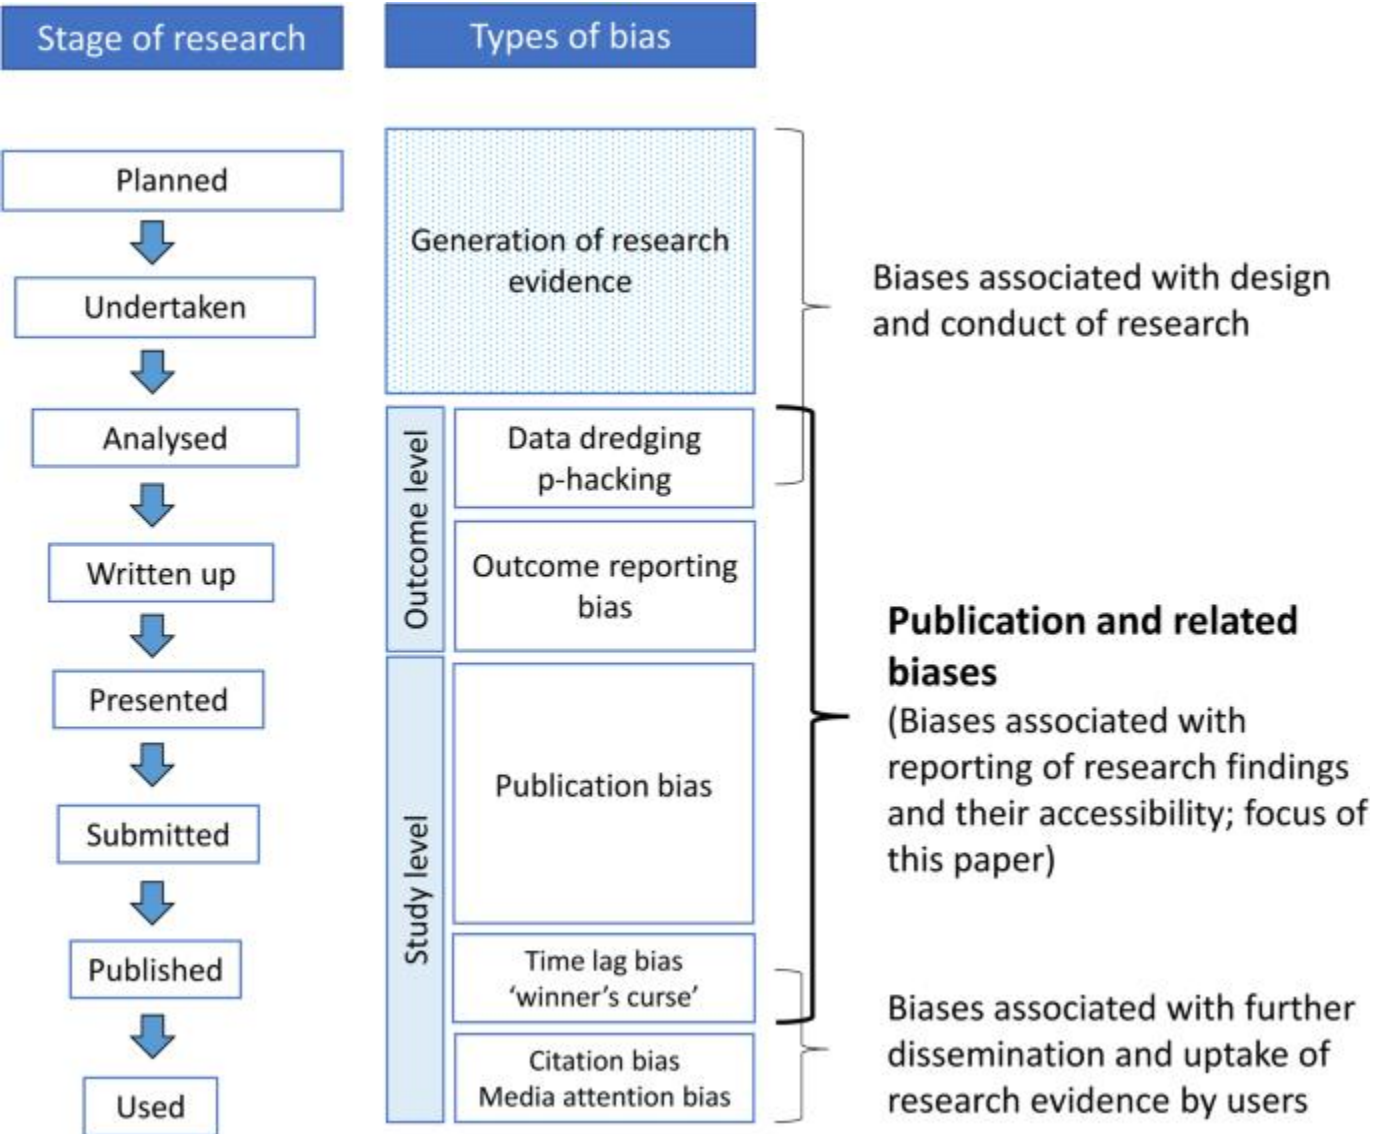 Stage of research
Types of bias
Planned
Undertaken
Analysed
Written up
Presented
Submitted
Published
Used
Generation of research
evidence
Outcome level
Data dredging
p-hacking
Outcome reporting
bias
Study level
Publication bias
Time lag bias
‘winner’s curse’
Citation bias
Media attention bias
Biases associated with design
and conduct of research
Publication and related
biases
(Biases associated with
reporting of research findings
and their accessibility; focus of
this paper)
Biases associated with further
dissemination and uptake of
research evidence by users